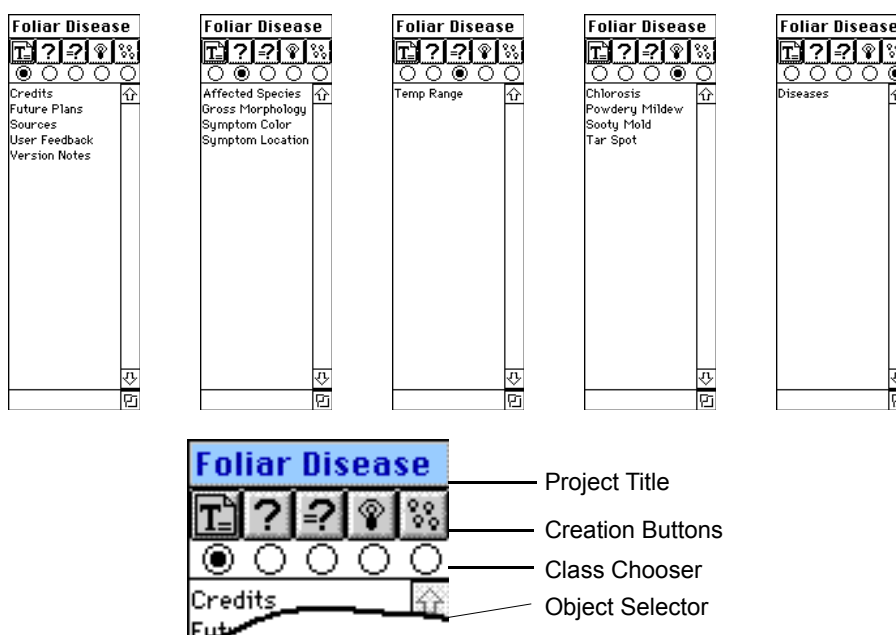 Foliar Disease
T= ? =?
Credits
Future Plans
Sources
User Feedback
Version Notes
Foliar Disease
T= ? =?
Affected Species
Gross Morphology
Symptom Color
Symptom Location
Foliar Disease
T= ? =?
Temp Range
Foliar Disease
T= ? =?
Chlorosis
Powdery Mildew
Sooty Mold
Tar Spot
Foliar Disease
T= ? =?
Diseases
Foliar Disease
T= ? =?
Credits
Project Title
Creation Buttons
Class Chooser
Object Selector